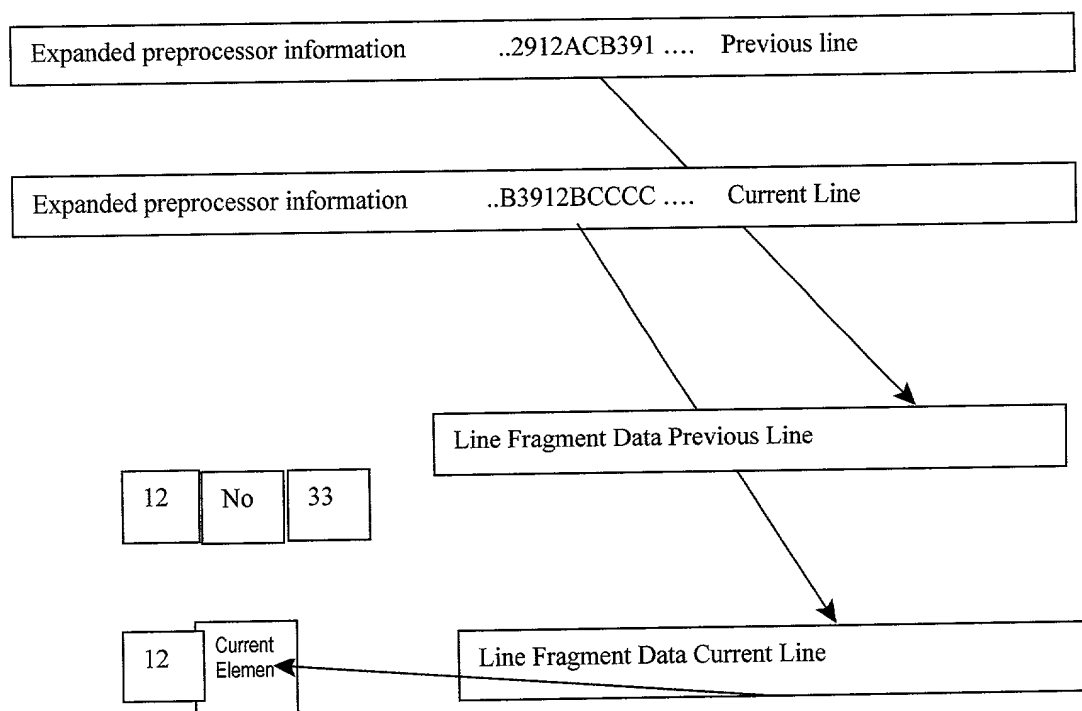 Expanded preprocessor information ..2912ACB391 .... Previous line
Expanded preprocessor information ..B3912BCCCC .... Current Line
Line Fragment Data Previous Line
12 No 33
12 Current
Elemen
Line Fragment Data Current Line